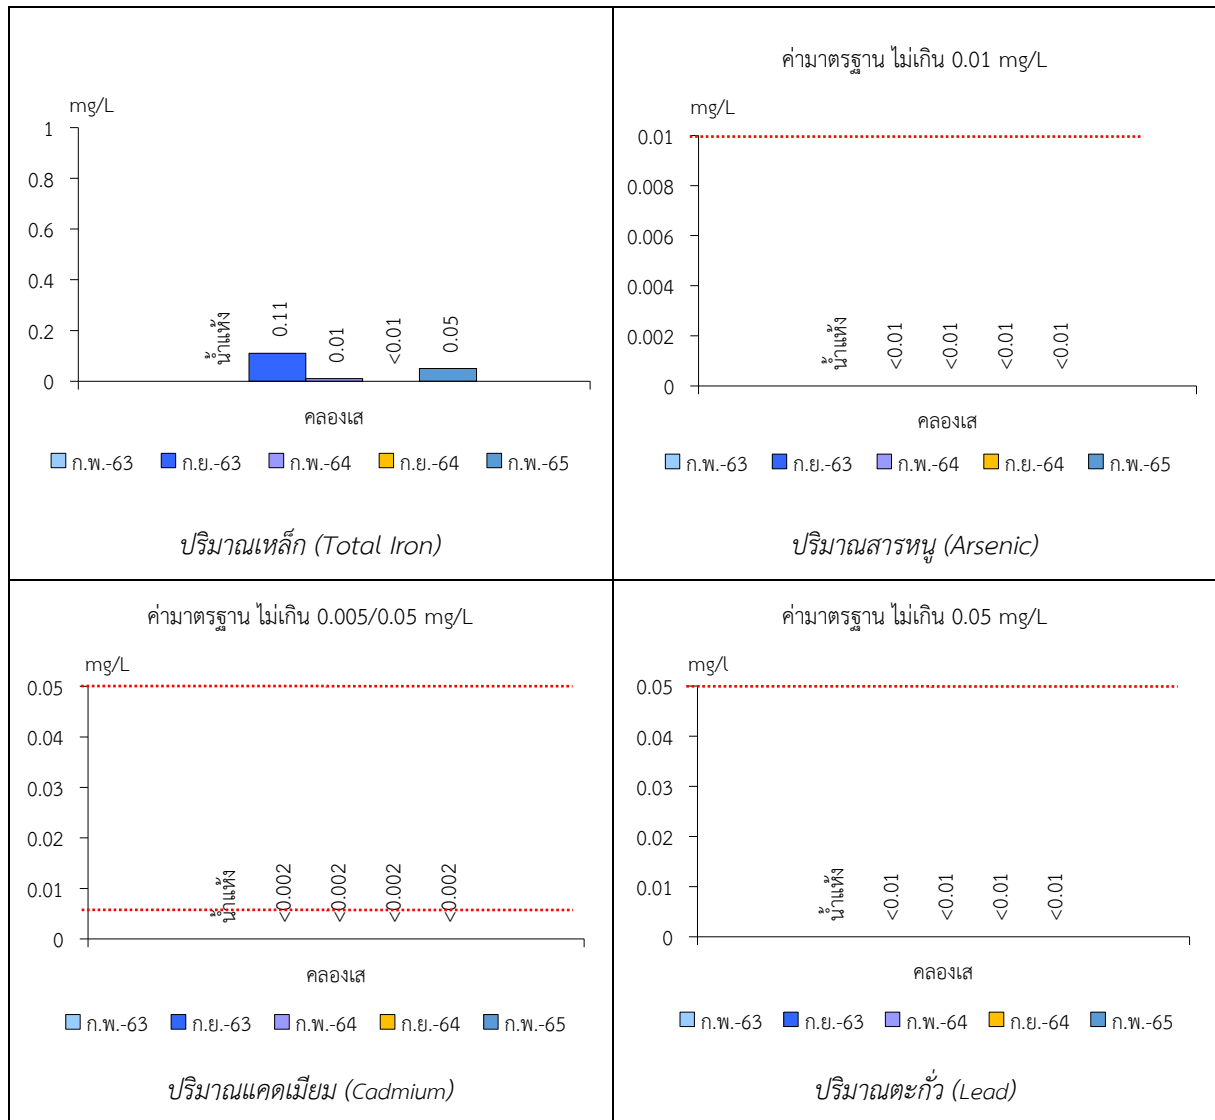 mg/L
1
0.8
0.6
0.4
0.2
0
น้ำแห้ง
0.11
0.01
<0.01
0.05
คลองเส
ก.พ.-63 ก.ย.-63 ก.พ.-64 ก.ย.-64 ก.พ.-65
ปริมาณเหล็ก (Total Iron)
ค่ามาตรฐาน ไม่เกิน 0.01 mg/L
mg/L
0.01
0.008
0.006
0.004
0.002
0
น้ำแห้ง
<0.01
<0.01
<0.01
<0.01
คลองเส
ก.พ.-63 ก.ย.-63 ก.พ.-64 ก.ย.-64 ก.พ.-65
ปริมาณสารหนู (Arsenic)
ค่ามาตรฐาน ไม่เกิน 0.005/0.05 mg/L
mg/L
0.05
0.04
0.03
0.02
0.01
0
น้ำแห้ง
<0.002
<0.002
<0.002
<0.002
คลองเส
ก.พ.-63 ก.ย.-63 ก.พ.-64 ก.ย.-64 ก.พ.-65
ปริมาณแคดเมียม (Cadmium)
ค่ามาตรฐาน ไม่เกิน 0.05 mg/L
mg/l
0.05
0.04
0.03
0.02
0.01
0
น้ำแห้ง
<0.01
<0.01
<0.01
<0.01
คลองเส
ก.พ.-63 ก.ย.-63 ก.พ.-64 ก.ย.-64 ก.พ.-65
ปริมาณตะกั่ว (Lead)